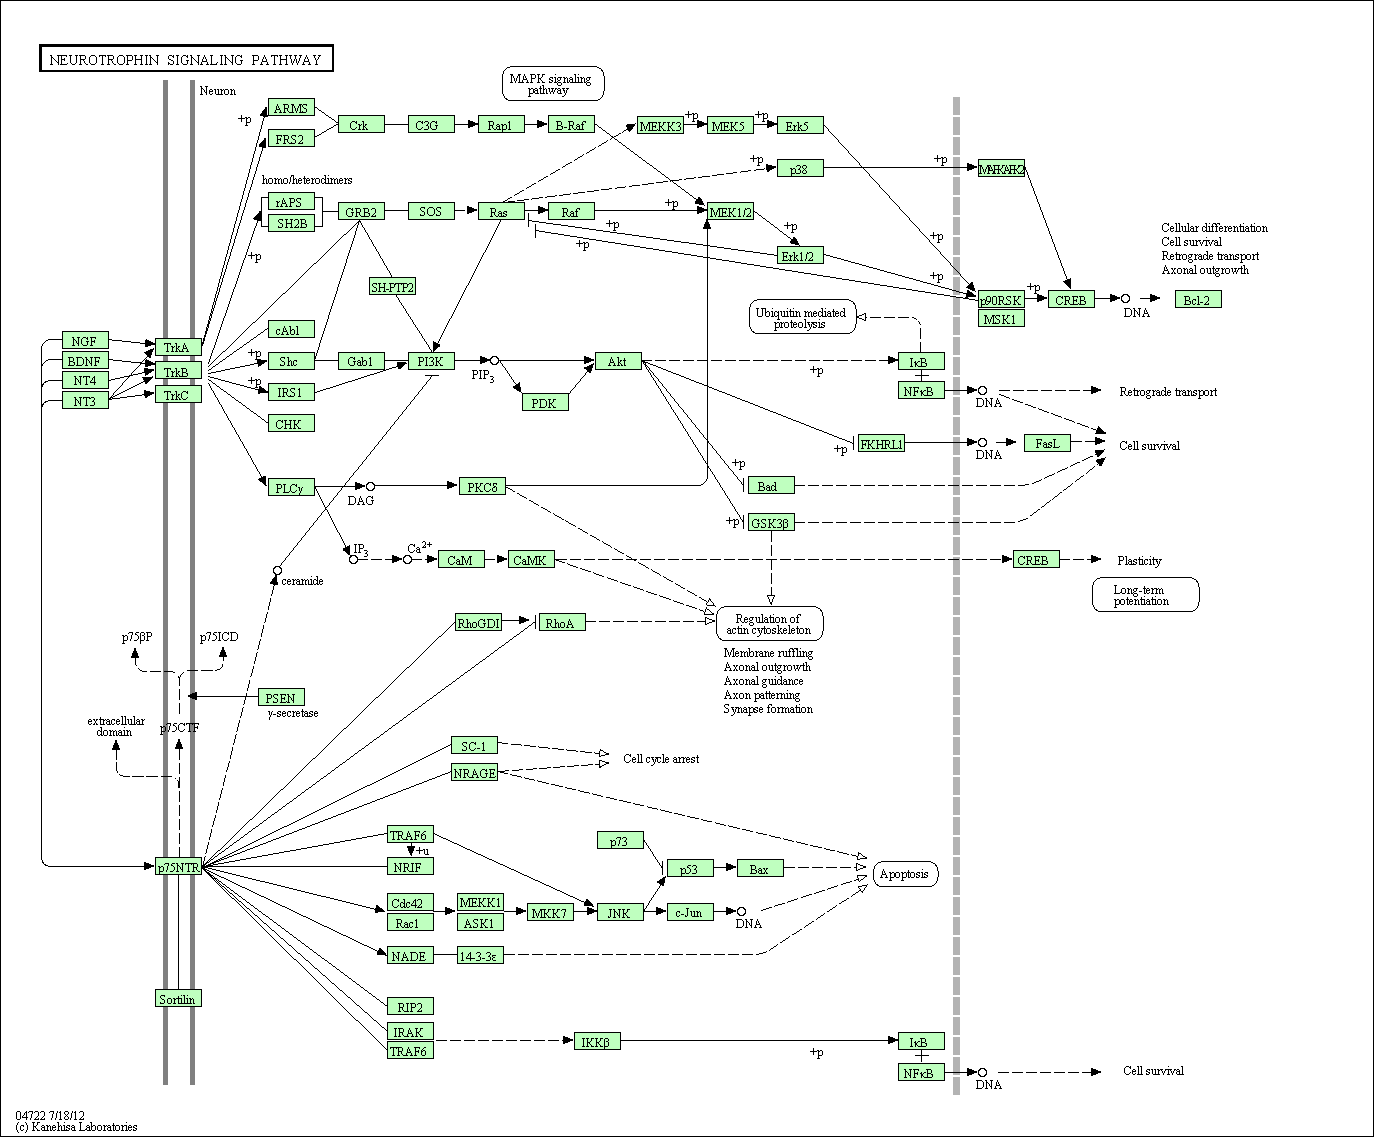 NEUROTROPHIN SIGNALING PATHWAY
Neuron
MAPK signaling
pathway
ARMS
FRS2
+p
Crk
C3G
Rap1
B-Raf
MEKK3
+p
MEK5
+p
Erk5
+p
p38
+p
MAPKAPK2
homo/heterodimers
rAPS
SH2B
+p
GRB2
SOS
Ras
Raf
+p
MEK1/2
+p
Erk1/2
+p
+p
+p
+p
p90RSK
MSK1
+p
CREB
DNA
Bcl-2
Cellular differentiation
Cell survival
Retrograde transport
Axonal outgrowth
SH-PTP2
Ubiquitin mediated
proteolysis
NGF
BDNF
NT4
NT3
TrkA
TrkB
TrkC
cAbl
+p
Shc
+p
IRS1
CHK
Gab1
PI3K
PIP3
PDK
Akt
+p
IκB
NFκB
DNA
Retrograde transport
+p
FKHRL1
DNA
FasL
Cell survival
+p
Bad
+p
GSK3β
PLCγ
DAG
PKCδ
IP3
Ca2+
CaM
CaMK
CREB
Plasticity
Long-term
potentiation
ceramide
RhoGDI
RhoA
Regulation of
actin cytoskeleton
Membrane ruffling
Axonal outgrowth
Axonal guidance
Axon patterning
Synapse formation
p75βP
p75ICD
PSEN
γ-secretase
extracellular
domain
p75CTF
SC-1
NRAGE
Cell cycle arrest
TRAF6
+u
NRIF
p73
p53
Bax
Apoptosis
p75NTR
Cdc42
Rac1
MEKK1
ASK1
MKK7
JNK
c-Jun
DNA
NADE
14-3-3ε
Sortilin
RIP2
IRAK
TRAF6
IKKβ
+p
IκB
NFκB
DNA
Cell survival
04722 7/18/12
(c) Kanehisa Laboratories